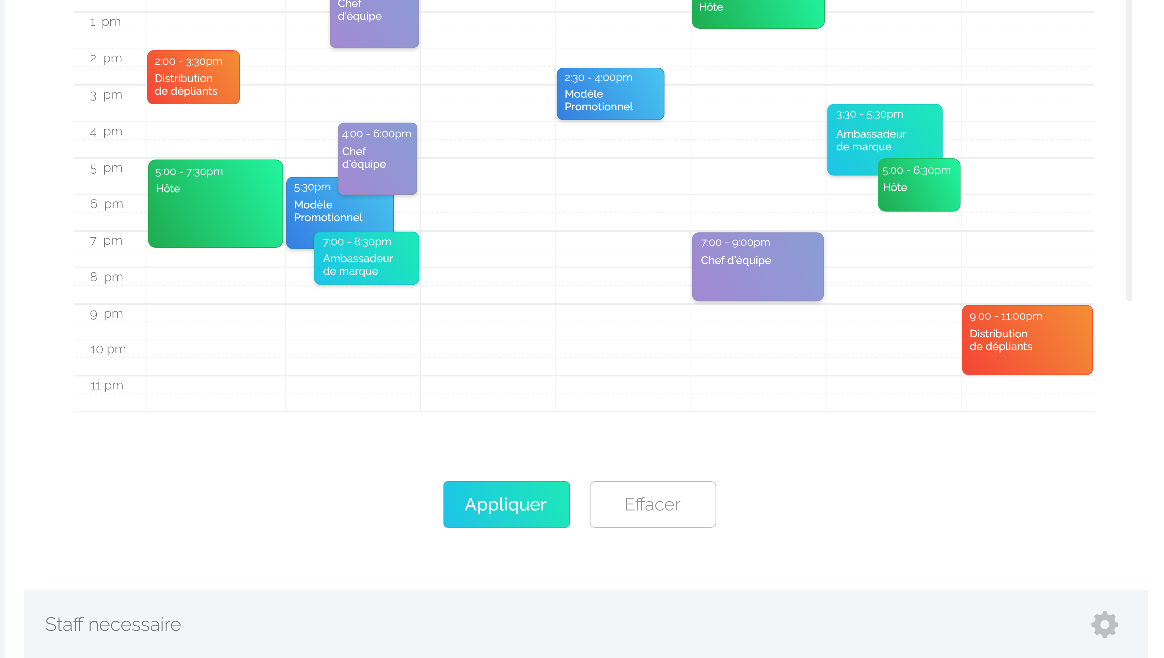 Chef
d'équipe
Hôte
1 pm
2 pm
2:00 - 3:30pm
Distribution
de dépliants
2:30 - 4:00pm
Modèle
Promotionnel
3 pm
3:30 - 5:30pm
Ambassadeur
de marque
4 pm
4:00 - 6:00pm
Chef
d'équipe
5 pm
5:00 - 7:30pm
Hôte
5:30pm
Modèle
Promotionnel
5:00 - 6:30pm
Hôte
6 pm
7 pm
7:00 - 8:30pm
Ambassadeur
de marque
7:00 - 9:00pm
Chef d'équipe
8 pm
9 pm
9:00 - 11:00pm
Distribution
de dépliants
10 pm
11 pm
Appliquer
Effacer
Staff necessaire